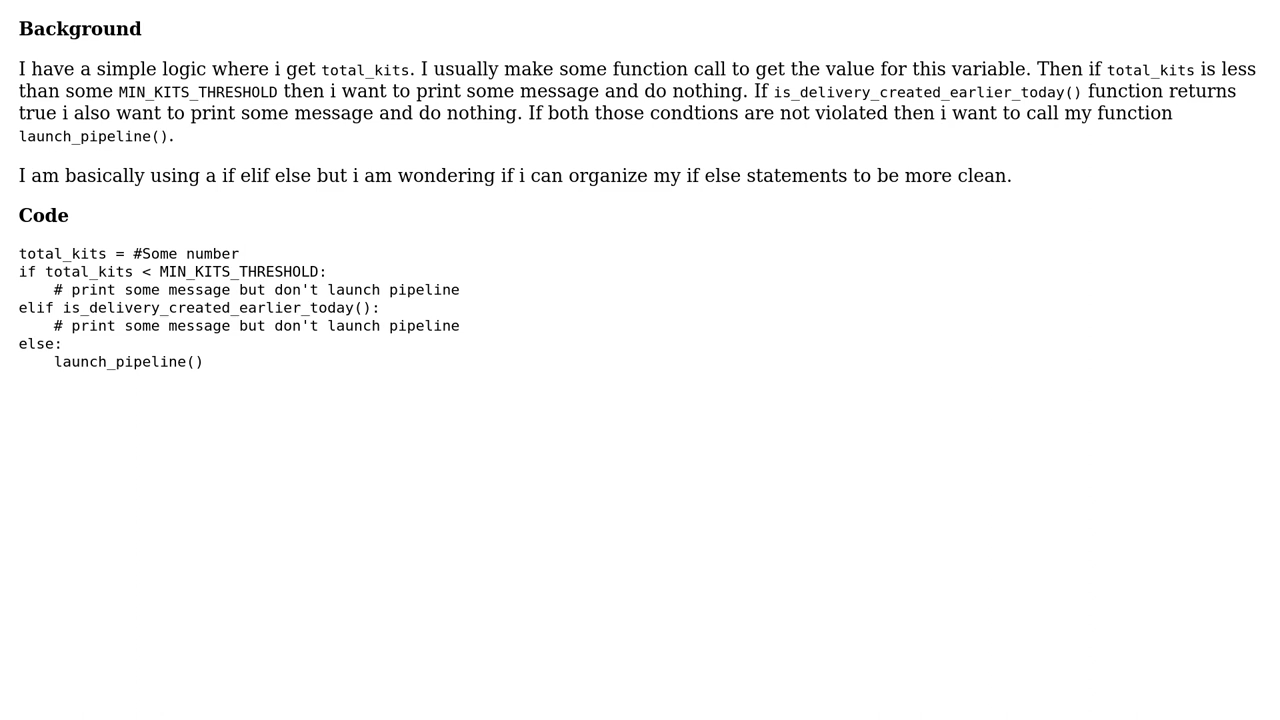 Background
I have a simple logic where i get total_kits. I usually make some function call to get the value for this variable. Then if total_kits is less
than some MIN_KITS_THRESHOLD then i want to print some message and do nothing. If is_delivery_created_earlier_today() function returns
true i also want to print some message and do nothing. If both those condtions are not violated then i want to call my function
launch_pipeline().
I am basically using a if elif else but i am wondering if i can organize my if else statements to be more clean.
Code
total_kits = #Some number
if total_kits < MIN_KITS_THRESHOLD:
    # print some message but don't launch pipeline
elif is_delivery_created_earlier_today():
    # print some message but don't launch pipeline
else:
    launch_pipeline()